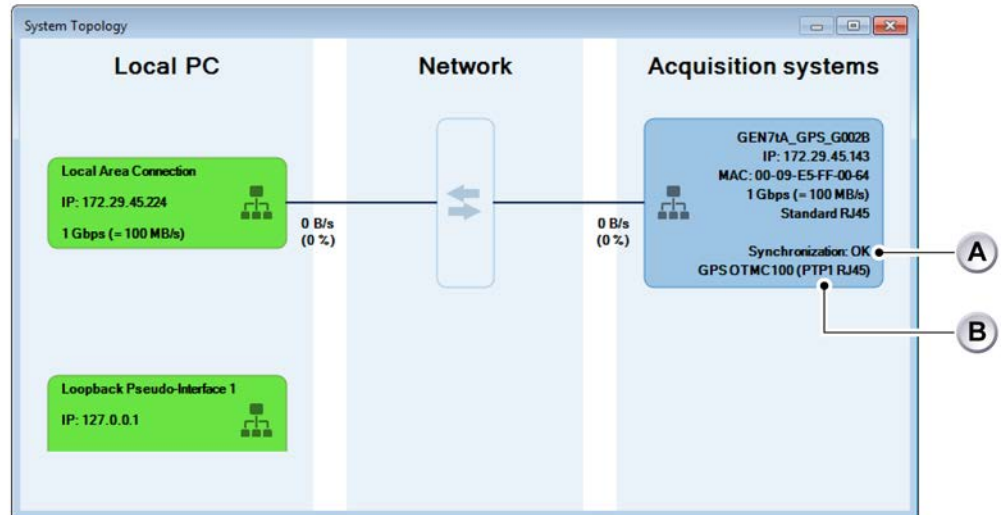 System Topology
Local PC
Network
Acquisition systems
Local Area Connection
IP: 172.29.45.224
1 Gbps (= 100 MB/s)
0 B/s
(0 %)
0 B/s
(0 %)
GEN7tA_GPS_G002B
IP: 172.29.45.143
MAC: 00-09-E5-FF-00-64
1 Gbps (= 100 MB/s)
Standard RJ45
Synchronization: OK
GPS OTMC100 (PTP1 RJ45)
A
B
Loopback Pseudo-Interface 1
IP: 127.0.0.1